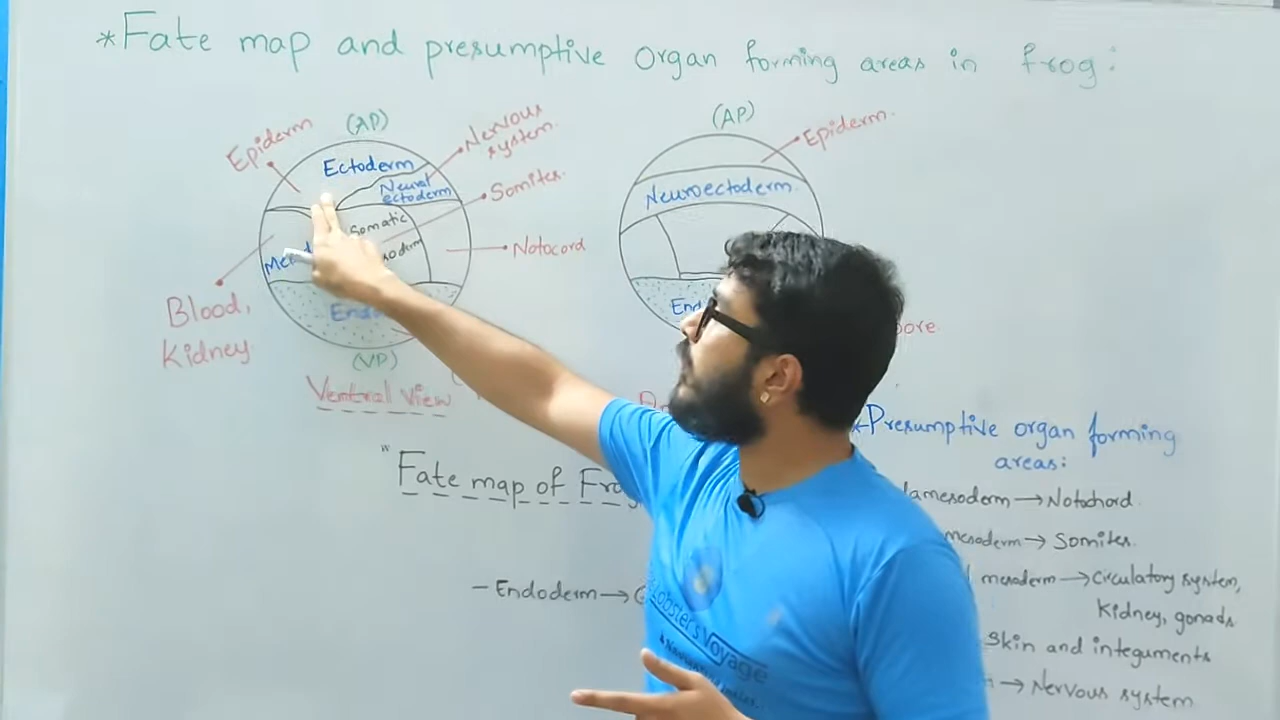 *Fate map and presumptive organ forming areas in frog:
(AP)
Epiderm
Nervous
system.
Ectoderm
Neural
ectoderm
Somites.
Somatic
Notocord
Blood,
Kidney
(VP)
Ventral view
(AP)
Epiderm.
Neuroectoderm.
"Fate map of
*Presumptive organ forming
areas:
→ Notochord.
mesoderm → Somites.
mesoderm → Circulatory system,
Kidney, gonads
Skin and integuments
→ Nervous system
- Endoderm →
Lobster's Voyage